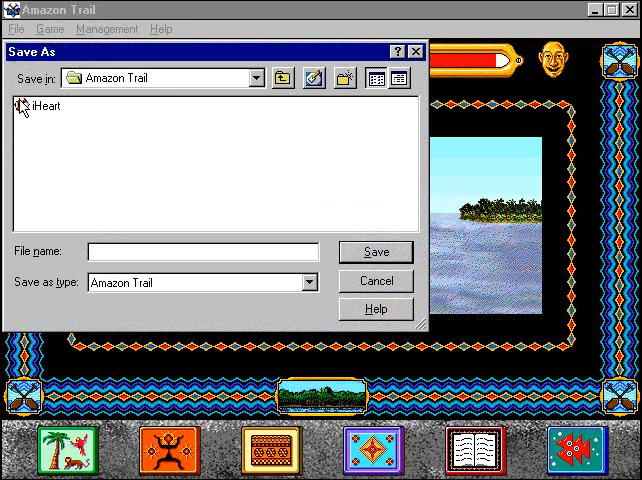 Amazon Trail
File Game Management Help
Save As
Save in: Amazon Trail
iHeart
File name:
Save
Save as type: Amazon Trail
Cancel
Help